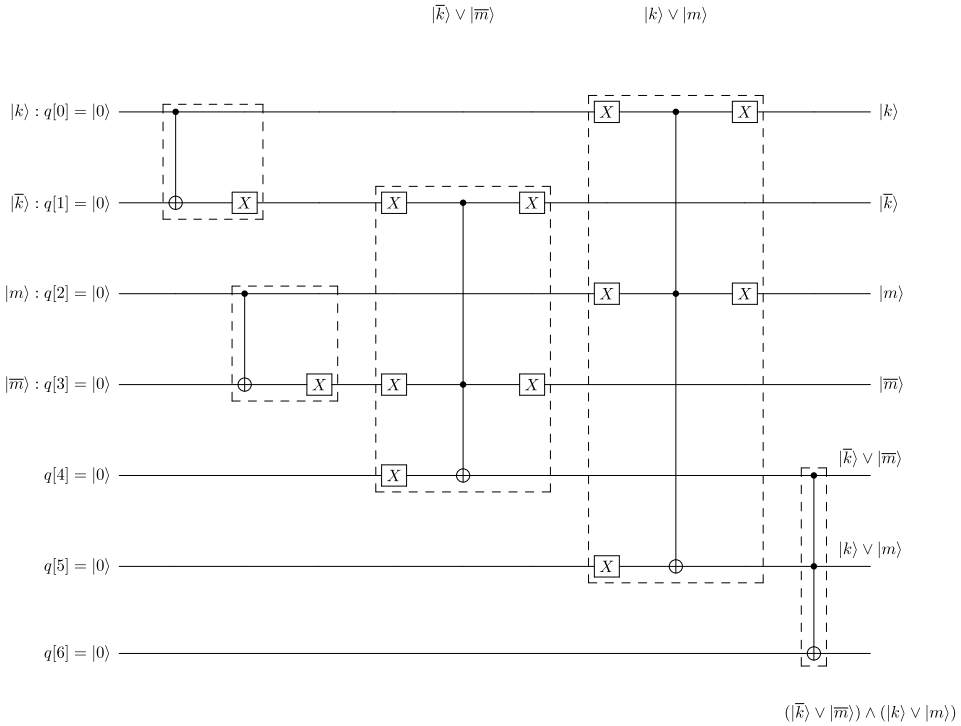 |k̅⟩ ∨ |m̅⟩ |k⟩ ∨ |m⟩
|k⟩ : q[0] = |0⟩ X X |k⟩
|k̅⟩ : q[1] = |0⟩ X X X |k̅⟩
|m⟩ : q[2] = |0⟩ X X |m⟩
|m̅⟩ : q[3] = |0⟩ X X X |m̅⟩
|k̅⟩ ∨ |m̅⟩
q[4] = |0⟩ X
|k⟩ ∨ |m⟩
q[5] = |0⟩ X
q[6] = |0⟩
(|k̅⟩ ∨ |m̅⟩) ∧ (|k⟩ ∨ |m⟩)